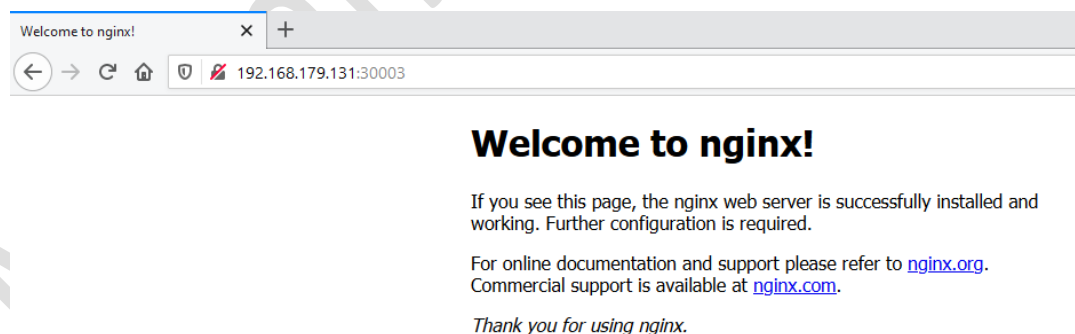 Welcome to nginx!
192.168.179.131:30003
Welcome to nginx!
If you see this page, the nginx web server is successfully installed and
working. Further configuration is required.
For online documentation and support please refer to nginx.org.
Commercial support is available at nginx.com.
Thank you for using nginx.